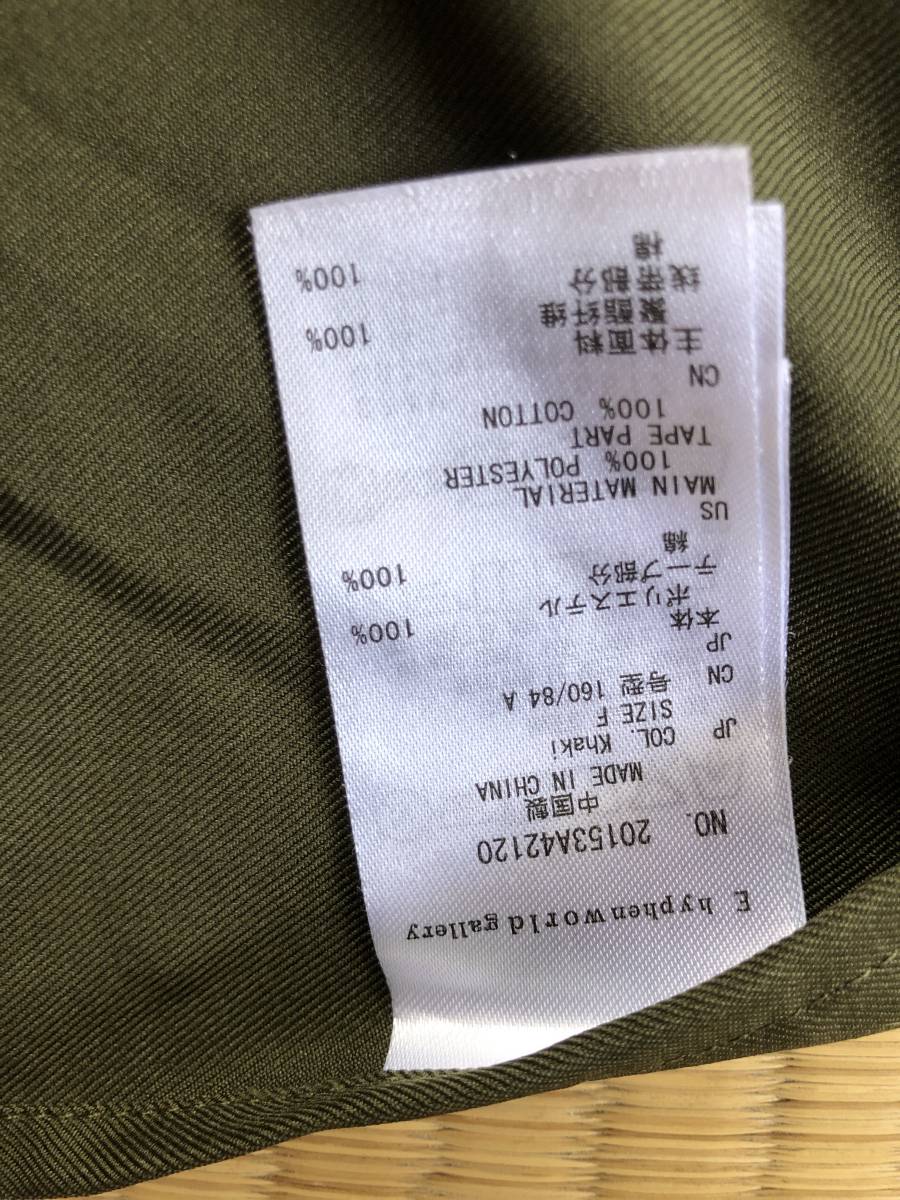 E hyphen world gallery
NO. 20153A42120
中国製
MADE IN CHINA
JP COL. Khaki
SIZE F
CN 号型 160/84 A
JP
本体
ポリエステル 100%
テープ部分
綿 100%
US
MAIN MATERIAL
100% POLYESTER
TAPE PART
100% COTTON
CN
主体面料
聚酯纤维 100%
线带部分
棉 100%